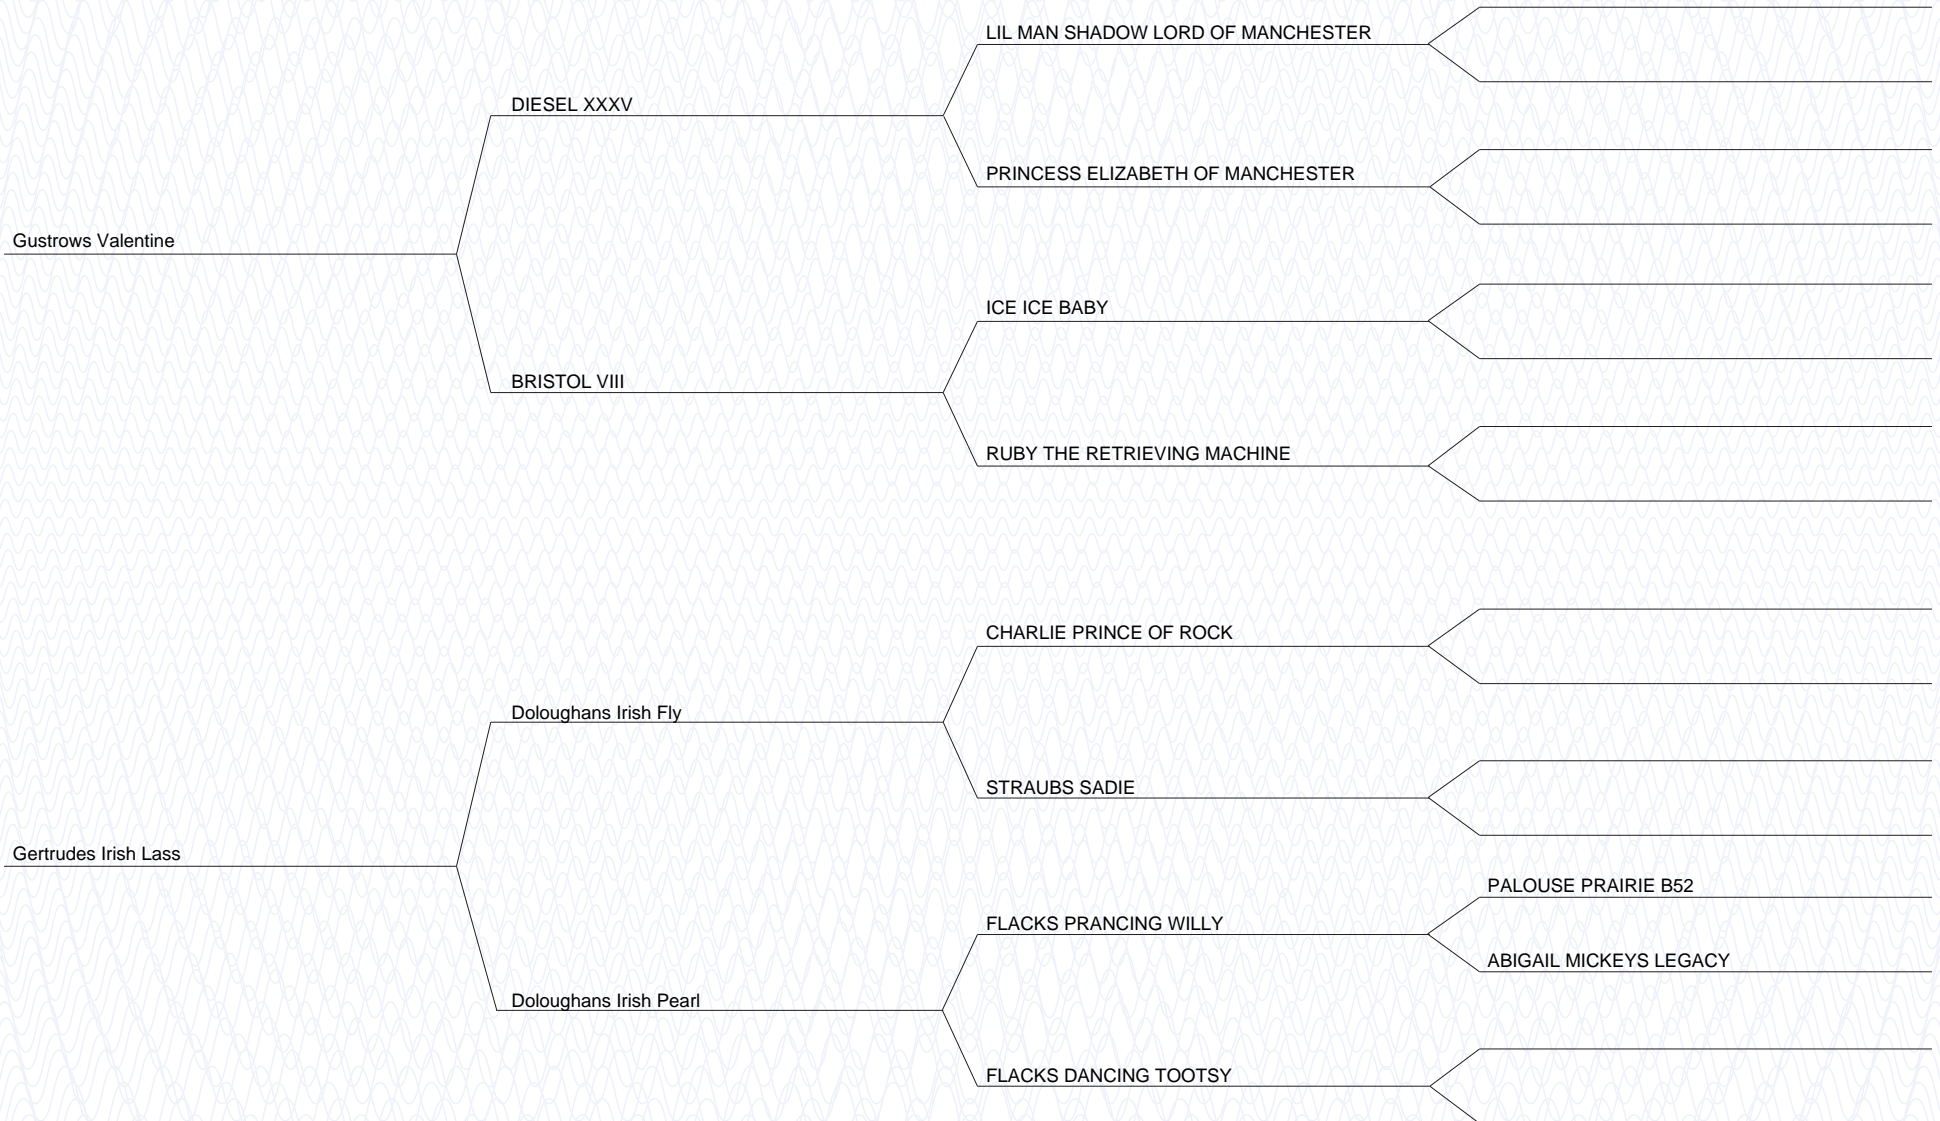 LIL MAN SHADOW LORD OF MANCHESTER
DIESEL XXXV
PRINCESS ELIZABETH OF MANCHESTER
Gustrows Valentine
ICE ICE BABY
BRISTOL VIII
RUBY THE RETRIEVING MACHINE
CHARLIE PRINCE OF ROCK
Doloughans Irish Fly
STRAUBS SADIE
Gertrudes Irish Lass
PALOUSE PRAIRIE B52
FLACKS PRANCING WILLY
ABIGAIL MICKEYS LEGACY
Doloughans Irish Pearl
FLACKS DANCING TOOTSY